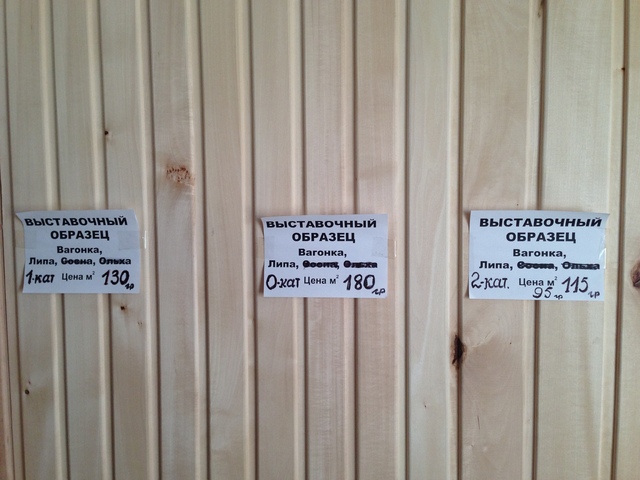 ВЫСТАВОЧНЫЙ
ОБРАЗЕЦ
Вагонка,
Липа, Сосна, Ольха
1-кат Цена м² 130 гр
ВЫСТАВОЧНЫЙ
ОБРАЗЕЦ
Вагонка,
Липа, Сосна, Ольха
0-кат Цена м² 180 гр
ВЫСТАВОЧНЫЙ
ОБРАЗЕЦ
Вагонка,
Липа, Сосна, Ольха
2-кат. Цена м² 115 гр
95 гр